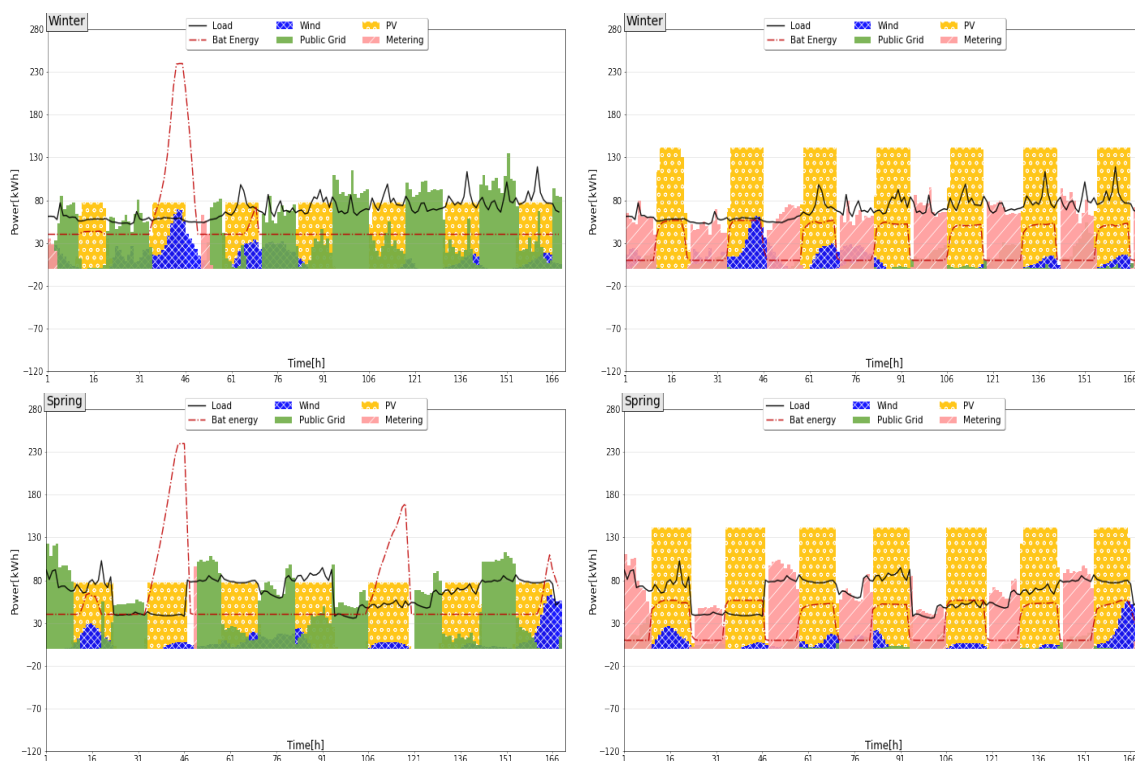 Winter
Load Wind PV
Bat Energy Public Grid Metering
Power[kWh]
280
230
180
130
80
30
−20
−70
−120
Time[h]
1 16 31 46 61 76 91 106 121 136 151 166
Winter
Load Wind PV
Bat Energy Public Grid Metering
Power[kWh]
280
230
180
130
80
30
−20
−70
−120
Time[h]
1 16 31 46 61 76 91 106 121 136 151 166
Spring
Load Wind PV
Bat energy Public Grid Metering
Power[kWh]
280
230
180
130
80
30
−20
−70
−120
Time[h]
1 16 31 46 61 76 91 106 121 136 151 166
Spring
Load Wind PV
Bat energy Public Grid Metering
Power[kWh]
280
230
180
130
80
30
−20
−70
−120
Time[h]
1 16 31 46 61 76 91 106 121 136 151 166